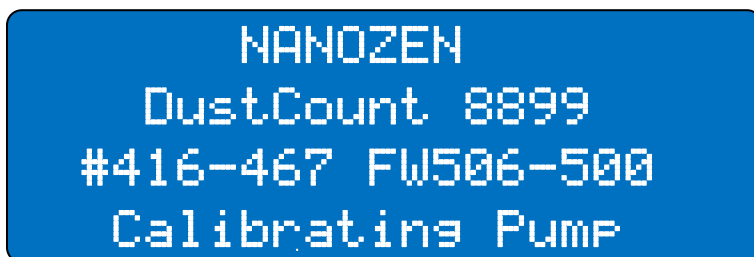 NANOZEN
DustCount 8899
#416-467 FW506-500
Calibrating Pump